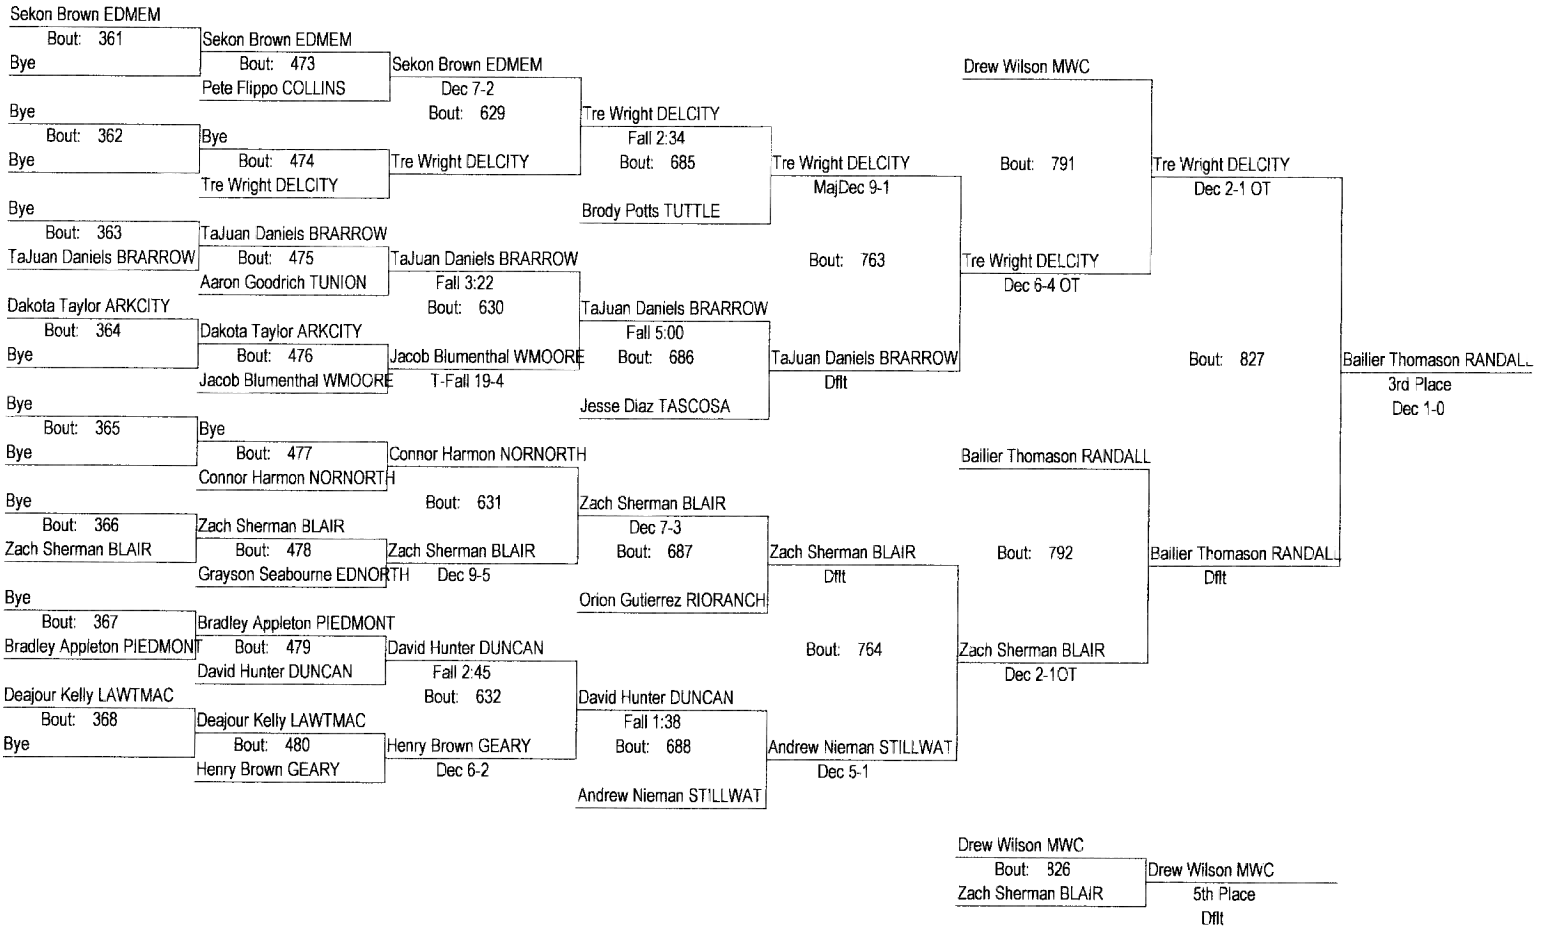 Sekon Brown EDMEM
Bout: 361
Bye
Bye
Bout: 362
Bye
Bye
Bout: 363
TaJuan Daniels BRARROW
Dakota Taylor ARKCITY
Bout: 364
Bye
Bye
Bout: 365
Bye
Bye
Bout: 366
Zach Sherman BLAIR
Bye
Bout: 367
Bradley Appleton PIEDMONT
Deajour Kelly LAWTMAC
Bout: 368
Bye
Sekon Brown EDMEM
Bout: 473
Pete Flippo COLLINS
Bye
Bout: 474
Tre Wright DELCITY
TaJuan Daniels BRARROW
Bout: 475
Aaron Goodrich TUNION
Dakota Taylor ARKCITY
Bout: 476
Jacob Blumenthal WMOORE
Bye
Bout: 477
Connor Harmon NORNORTH
Zach Sherman BLAIR
Bout: 478
Grayson Seabourne EDNORTH
Bradley Appleton PIEDMONT
Bout: 479
David Hunter DUNCAN
Deajour Kelly LAWTMAC
Bout: 480
Henry Brown GEARY
Sekon Brown EDMEM
Dec 7-2
Bout: 629
Tre Wright DELCITY
TaJuan Daniels BRARROW
Fall 3:22
Bout: 630
Jacob Blumenthal WMOORE
T-Fall 19-4
Connor Harmon NORNORTH
Bout: 631
Zach Sherman BLAIR
Dec 9-5
David Hunter DUNCAN
Fall 2:45
Bout: 632
Henry Brown GEARY
Dec 6-2
Tre Wright DELCITY
Fall 2:34
Bout: 685
Brody Potts TUTTLE
TaJuan Daniels BRARROW
Fall 5:00
Bout: 686
Jesse Diaz TASCOSA
Zach Sherman BLAIR
Dec 7-3
Bout: 687
Orion Gutierrez RIORANCH
David Hunter DUNCAN
Fall 1:38
Bout: 688
Andrew Nieman STILLWAT
Tre Wright DELCITY
MajDec 9-1
Bout: 763
TaJuan Daniels BRARROW
Dflt
Zach Sherman BLAIR
Dflt
Bout: 764
Andrew Nieman STILLWAT
Dec 5-1
Drew Wilson MWC
Bout: 791
Tre Wright DELCITY
Dec 6-4 OT
Bailier Thomason RANDALL
Bout: 792
Zach Sherman BLAIR
Dec 2-1OT
Tre Wright DELCITY
Dec 2-1 OT
Bout: 827
Bailier Thomason RANDALL
Dflt
Bailier Thomason RANDALL
3rd Place
Dec 1-0
Drew Wilson MWC
Bout: 826
Zach Sherman BLAIR
Drew Wilson MWC
5th Place
Dflt